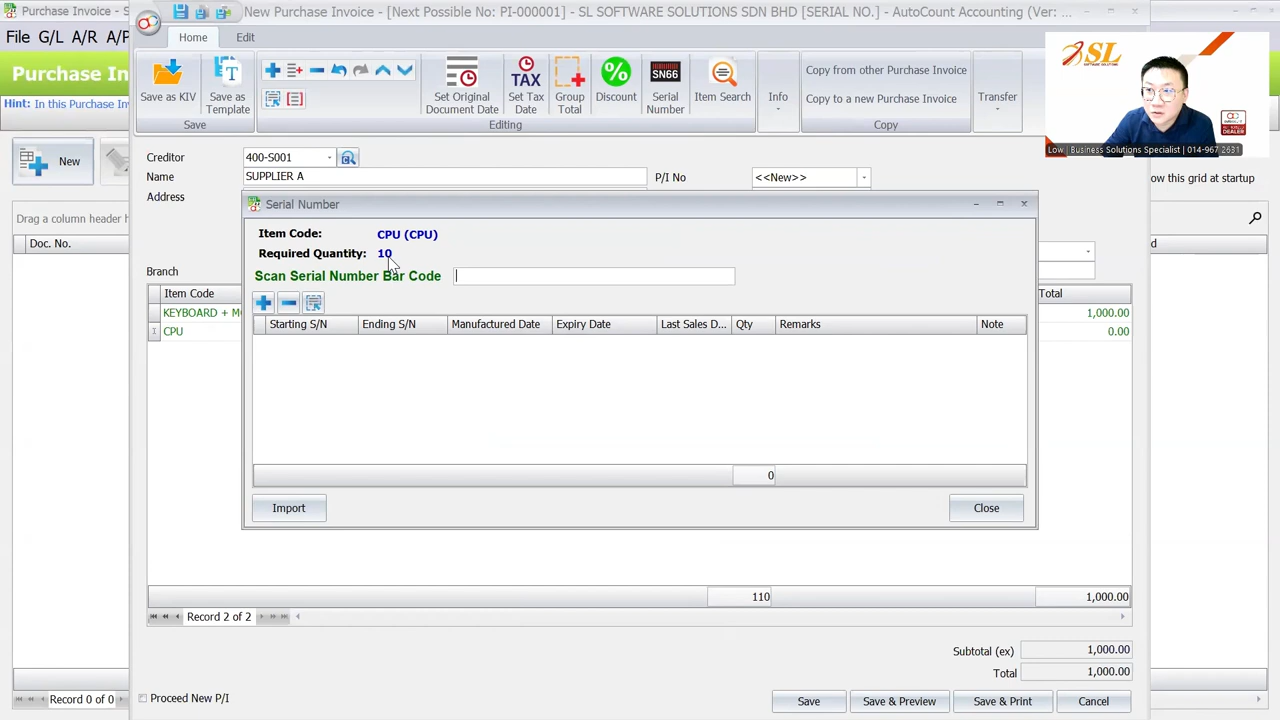 Purchase Invoice - S
New Purchase Invoice - [Next Possible No: PI-000001] - SL SOFTWARE SOLUTIONS SDN BHD [SERIAL NO.] - AutoCount Accounting (Ver: ...
File G/L A/R A/P
Home Edit
Purchase Inv
Hint: In this Purchase Inv
New
Save as KIV
Save as Template
Save
Set Original Document Date
TAX
Set Tax Date
Group Total
%
Discount
SN66
Serial Number
Item Search
Editing
Info
Copy from other Purchase Invoice
Copy to a new Purchase Invoice
Copy
Transfer
SL
SOFTWARE SOLUTIONS
Low | Business Solutions Specialist | 014-967 2631
how this grid at startup
Creditor 400-S001
Name SUPPLIER A
P/I No <<New>>
Address
Branch
Drag a column header h
Doc. No.
Serial Number
Item Code: CPU (CPU)
Required Quantity: 10
Scan Serial Number Bar Code
Starting S/N Ending S/N Manufactured Date Expiry Date Last Sales D... Qty Remarks Note
0
Import Close
Item Code Total
KEYBOARD + M 1,000.00
CPU 0.00
110 1,000.00
Record 2 of 2
Subtotal (ex) 1,000.00
Total 1,000.00
Proceed New P/I
Save Save & Preview Save & Print Cancel
Record 0 of 0